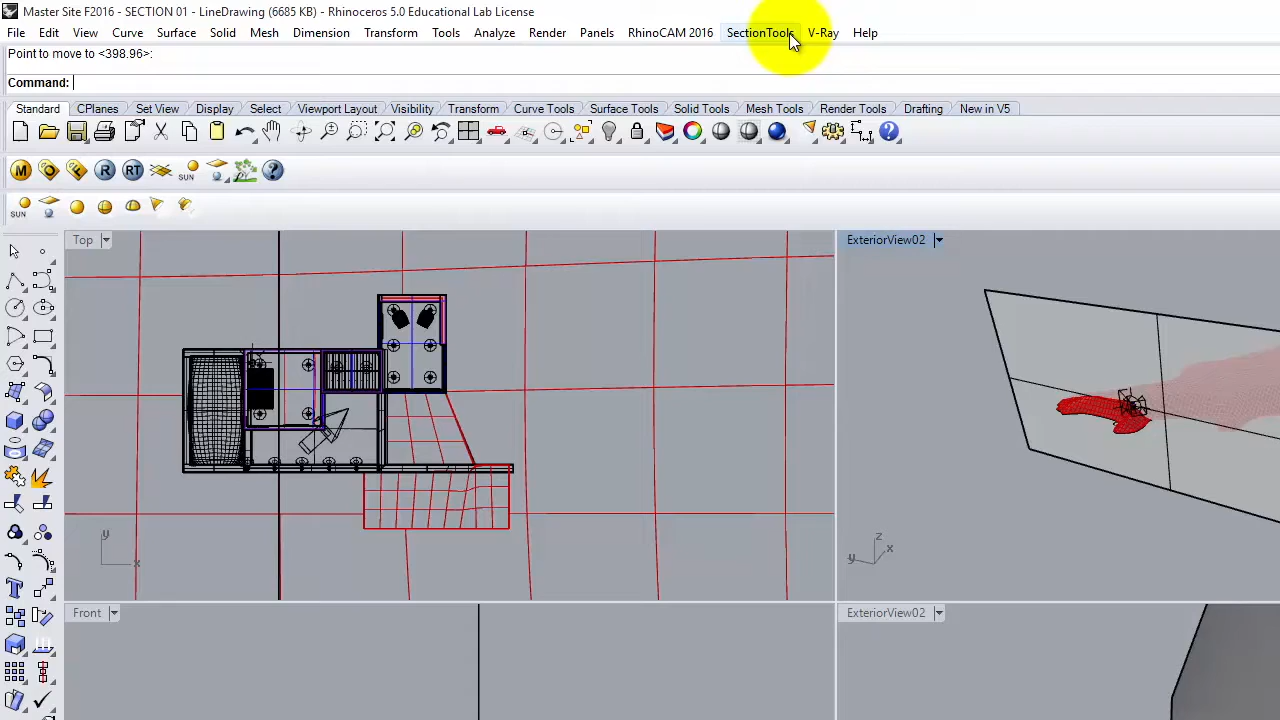 Master Site F2016 - SECTION 01 - LineDrawing (6685 KB) - Rhinoceros 5.0 Educational Lab License
File Edit View Curve Surface Solid Mesh Dimension Transform Tools Analyze Render Panels RhinoCAM 2016 SectionTools V-Ray Help
Point to move to <398.96>:
Command:
Standard CPlanes Set View Display Select Viewport Layout Visibility Transform Curve Tools Surface Tools Solid Tools Mesh Tools Render Tools Drafting New in V5
M O F R RT SUN
SUN
Top
ExteriorView02
y
x
z
y x
Front
ExteriorView02